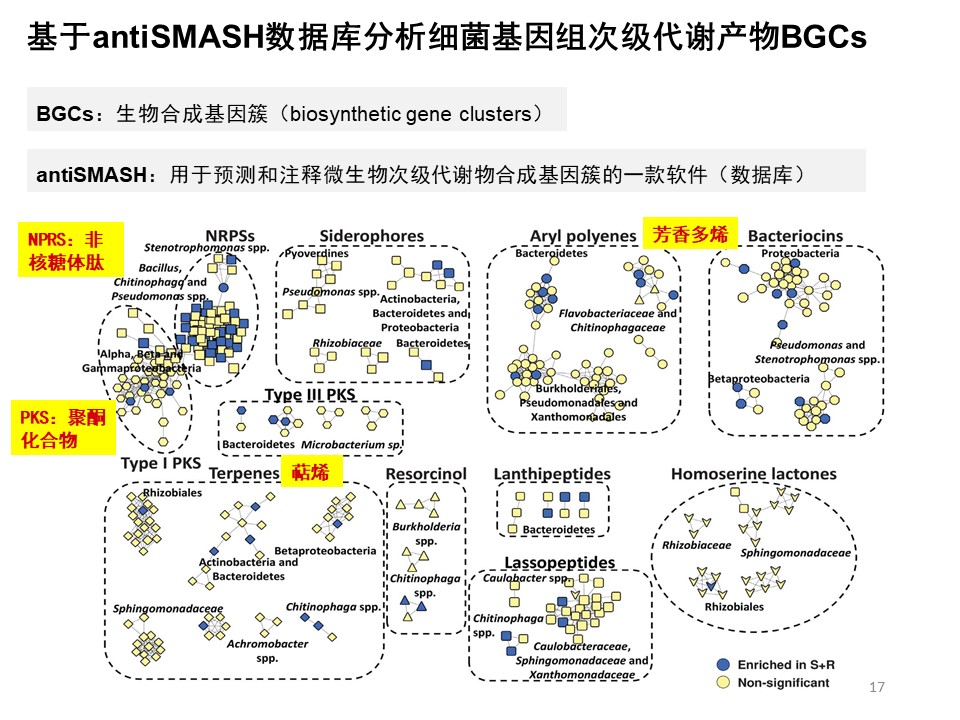 基于antiSMASH数据库分析细菌基因组次级代谢产物BGCs
BGCs：生物合成基因簇（biosynthetic gene clusters）
antiSMASH：用于预测和注释微生物次级代谢物合成基因簇的一款软件（数据库）
NPRS：非
核糖体肽
NRPSs
Stenotrophomonas spp.
Bacillus,
Chitinophaga and
Pseudomonas spp.
Alpha, Beta and
Gammaproteobacteria
PKS：聚酮
化合物
Type I PKS
Siderophores
Pyoverdines
Pseudomonas spp.
Actinobacteria,
Bacteroidetes and
Proteobacteria
Rhizobiaceae
Bacteroidetes
Type III PKS
Bacteroidetes
Microbacterium sp.
Aryl polyenes
芳香多烯
Bacteroidetes
Flavobacteriaceae and
Chitinophagaceae
Burkholderiales,
Pseudomonadales and
Xanthomonadales
Bacteriocins
Proteobacteria
Pseudomonas and
Stenotrophomonas spp.
Betaproteobacteria
Terpenes
萜烯
Rhizobiales
Betaproteobacteria
Actinobacteria and
Bacteroidetes
Sphingomonadaceae
Chitinophaga spp.
Achromobacter
spp.
Resorcinol
Burkholderia
spp.
Chitinophaga
spp.
Lanthipeptides
Bacteroidetes
Lassopeptides
Caulobacter spp.
Chitinophaga
spp.
Caulobacteraceae,
Sphingomonadaceae and
Xanthomonadaceae
Homoserine lactones
Rhizobiaceae
Sphingomonadaceae
Rhizobiales
Enriched in S+R
Non-significant
17